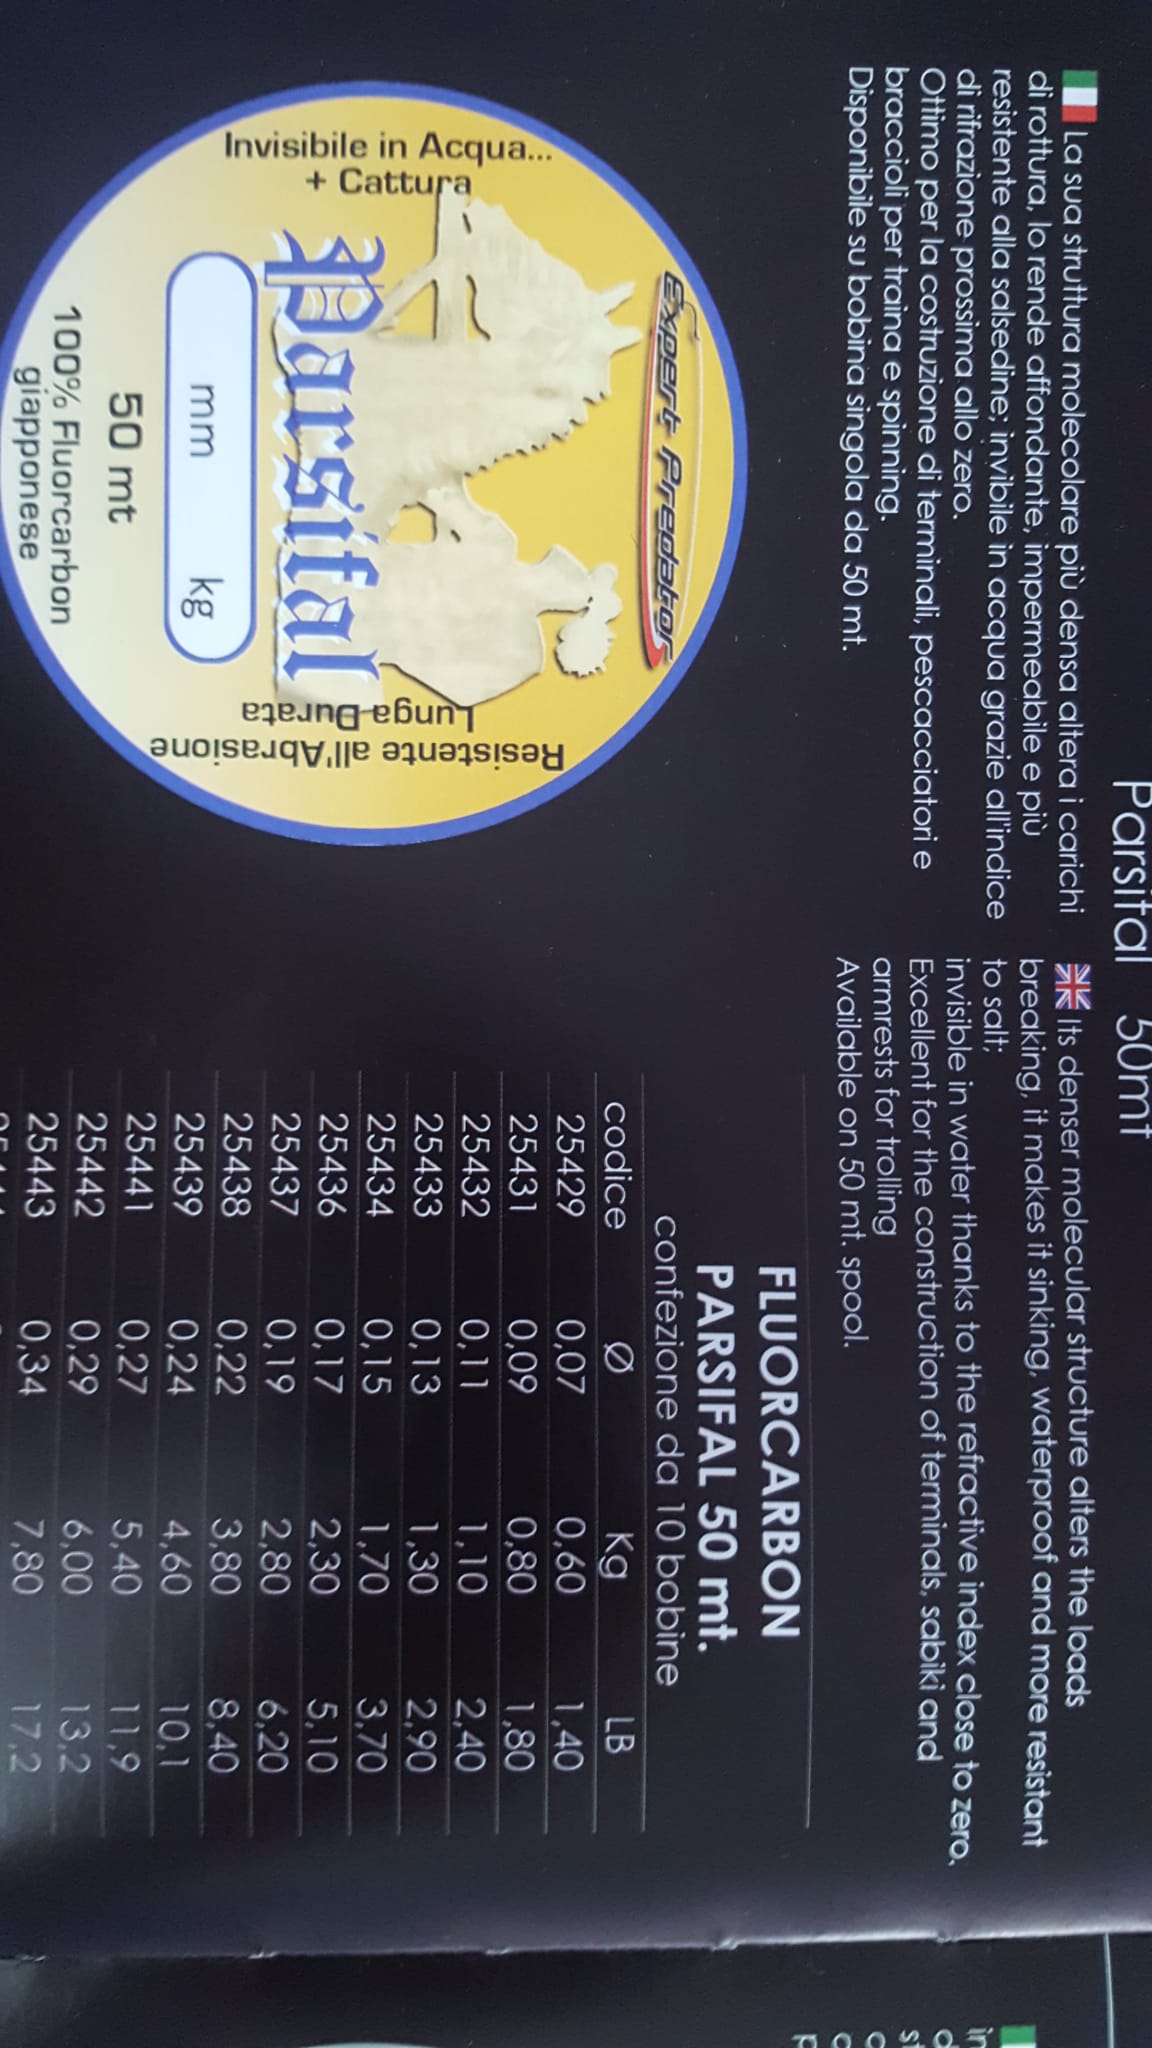 Parsifal 50mt
La sua struttura molecolare più densa altera i carichi
di rottura, lo rende affondante, impermeabile e più
resistente alla salsedine; invibile in acqua grazie all'indice
di rifrazione prossima allo zero.
Ottimo per la costruzione di terminali, pescacciatori e
braccioli per traina e spinning.
Disponibile su bobina singola da 50 mt.
Its denser molecular structure alters the loads
breaking, it makes it sinking, waterproof and more resistant
to salt;
invisible in water thanks to the refractive index close to zero.
Excellent for the construction of terminals, sabiki and
armrests for trolling
Available on 50 mt. spool.
Expert Predator
Invisibile in Acqua...
+ Cattura
Parsifal
Resistente all'Abrasione
Lunga Durata
mm kg
50 mt
100% Fluorcarbon
giapponese
FLUORCARBON
PARSIFAL 50 mt.
confezione da 10 bobine
codice Ø Kg LB
25429 0,07 0,60 1,40
25431 0,09 0,80 1,80
25432 0,11 1,10 2,40
25433 0,13 1,30 2,90
25434 0,15 1,70 3,70
25436 0,17 2,30 5,10
25437 0,19 2,80 6,20
25438 0,22 3,80 8,40
25439 0,24 4,60 10,1
25441 0,27 5,40 11,9
25442 0,29 6,00 13,2
25443 0,34 7,80 17,2